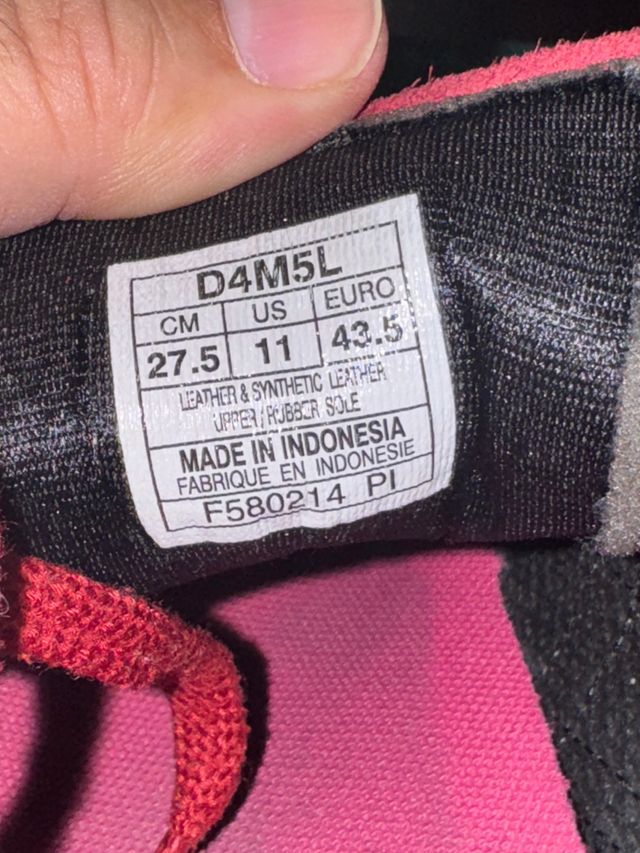 D4M5L
CM US EURO
27.5 11 43.5
LEATHER & SYNTHETIC LEATHER
UPPER / RUBBER SOLE
MADE IN INDONESIA
FABRIQUE EN INDONESIE
F580214 PI